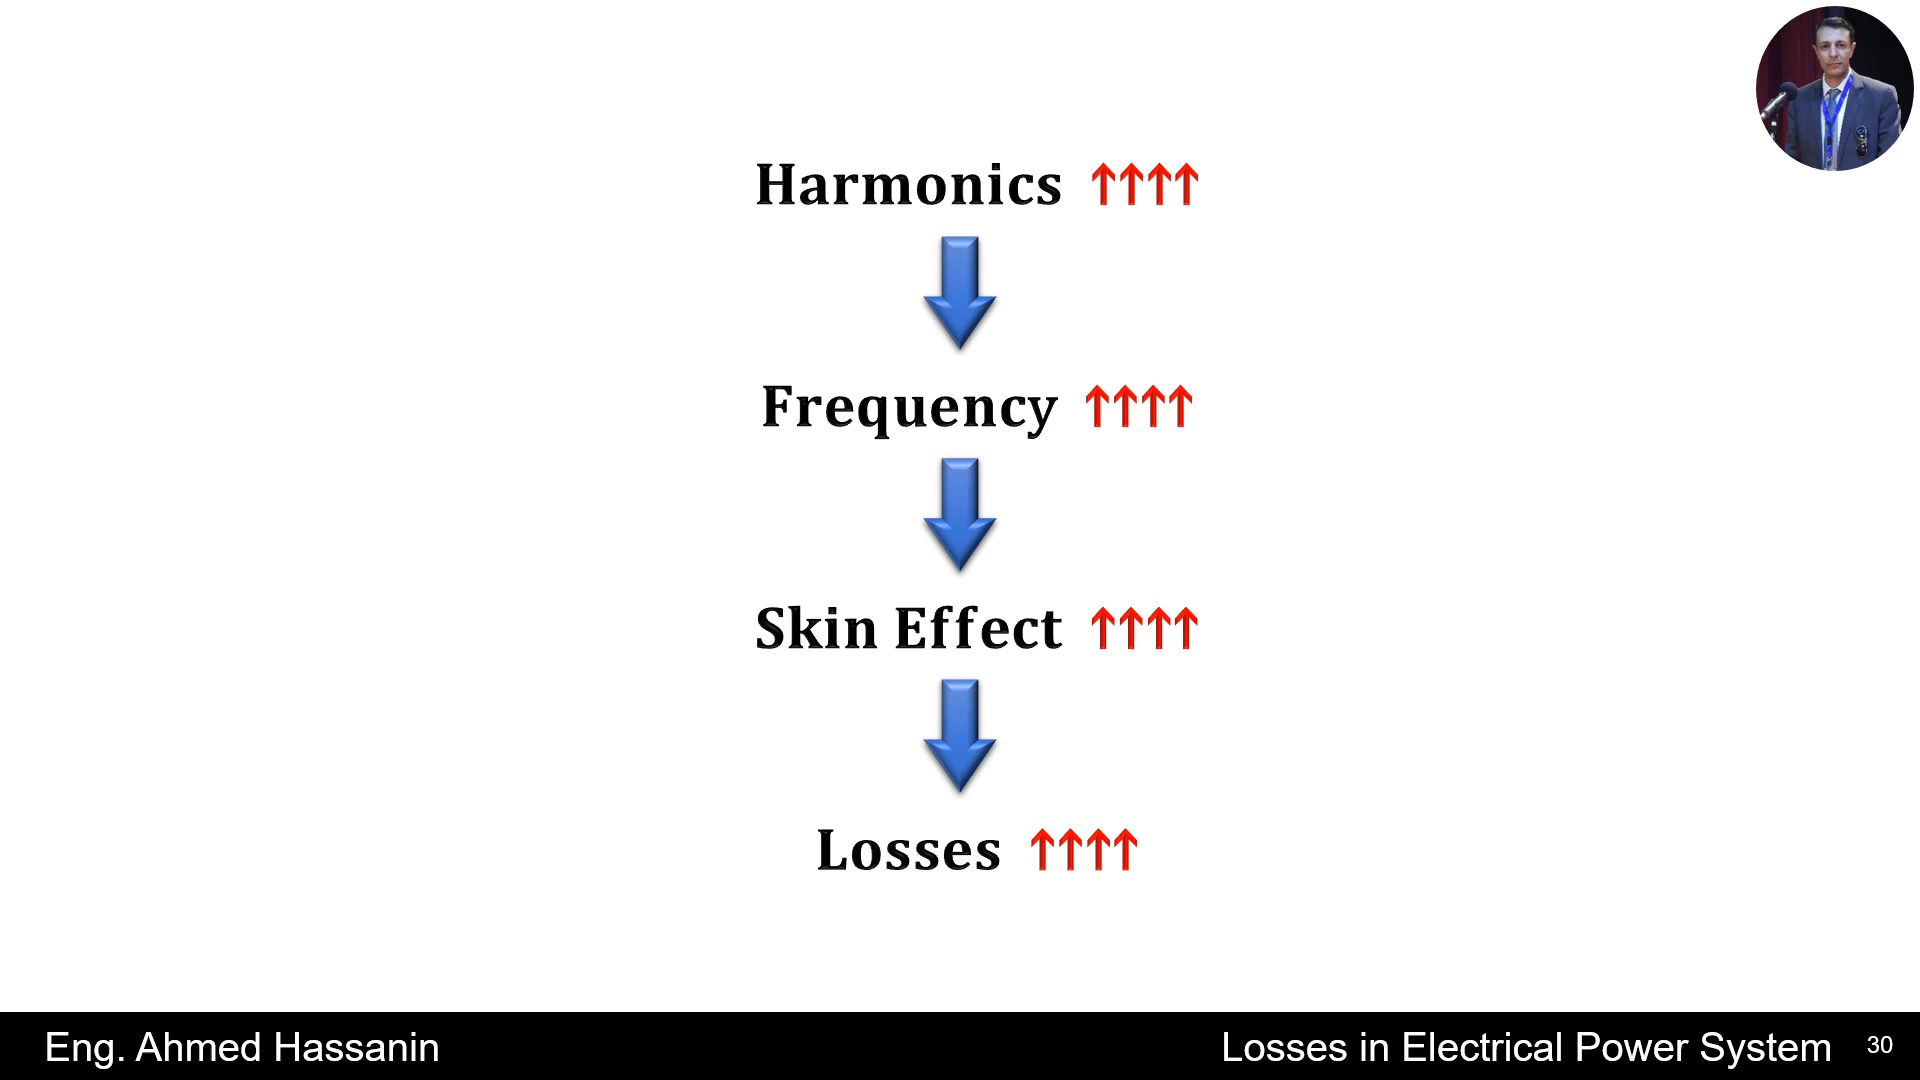 Harmonics ↑↑↑↑
Frequency ↑↑↑↑
Skin Effect ↑↑↑↑
Losses ↑↑↑↑
Eng. Ahmed Hassanin
Losses in Electrical Power System 30